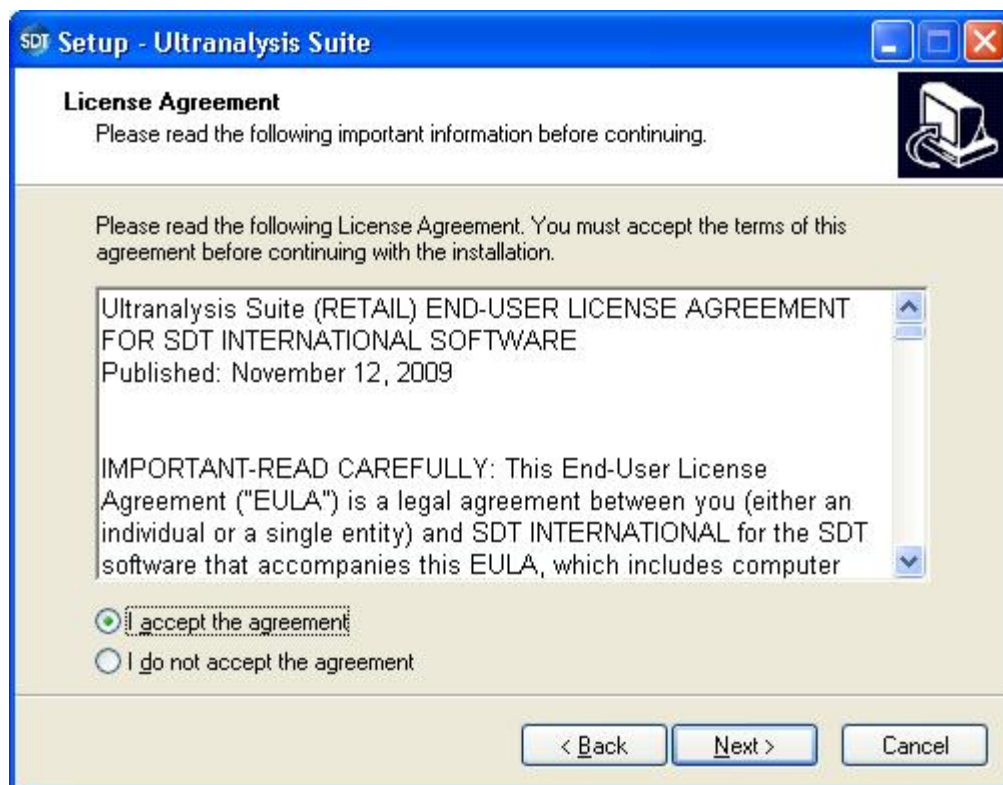 SDT Setup - Ultranalysis Suite
License Agreement
Please read the following important information before continuing.
Please read the following License Agreement. You must accept the terms of this
agreement before continuing with the installation.
Ultranalysis Suite (RETAIL) END-USER LICENSE AGREEMENT
FOR SDT INTERNATIONAL SOFTWARE
Published: November 12, 2009
IMPORTANT-READ CAREFULLY: This End-User License
Agreement ("EULA") is a legal agreement between you (either an
individual or a single entity) and SDT INTERNATIONAL for the SDT
software that accompanies this EULA, which includes computer
I accept the agreement
I do not accept the agreement
< Back Next > Cancel